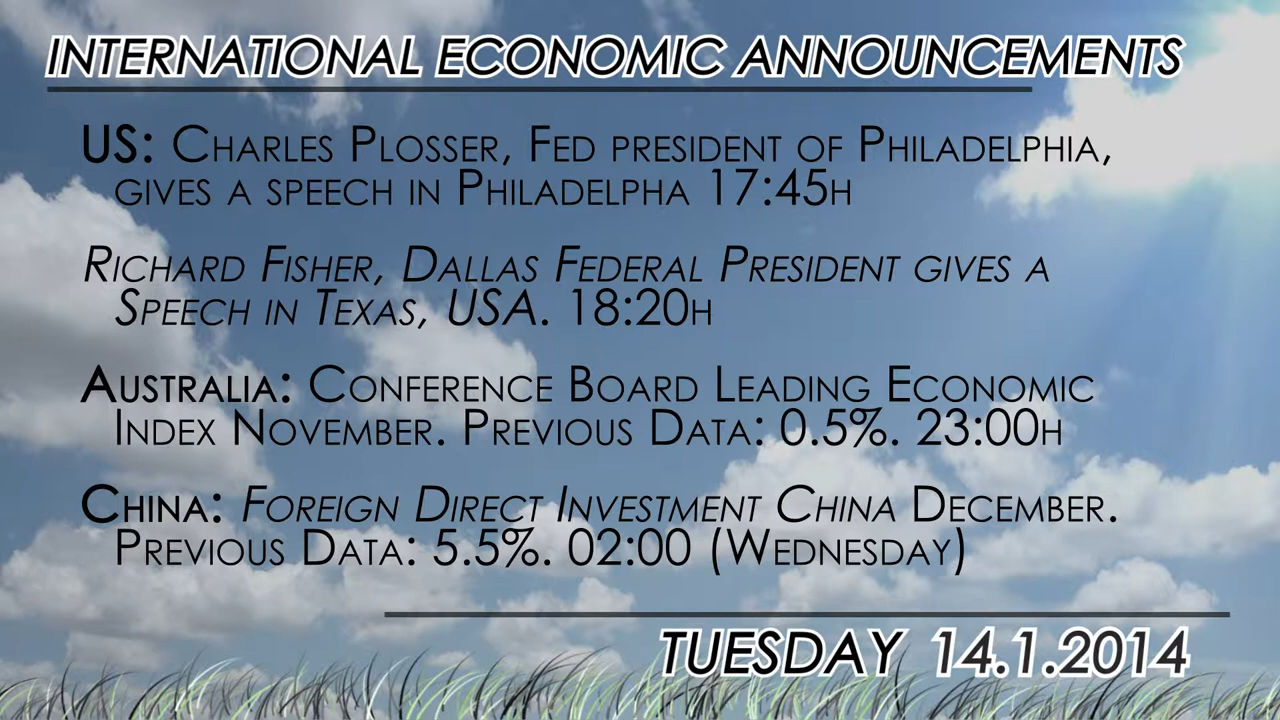 INTERNATIONAL ECONOMIC ANNOUNCEMENTS
US: Charles Plosser, Fed president of Philadelphia,
gives a speech in Philadelpha 17:45h
Richard Fisher, Dallas Federal President gives a
Speech in Texas, USA. 18:20h
Australia: Conference Board Leading Economic
Index November. Previous Data: 0.5%. 23:00h
China: Foreign Direct Investment China December.
Previous Data: 5.5%. 02:00 (Wednesday)
TUESDAY 14.1.2014